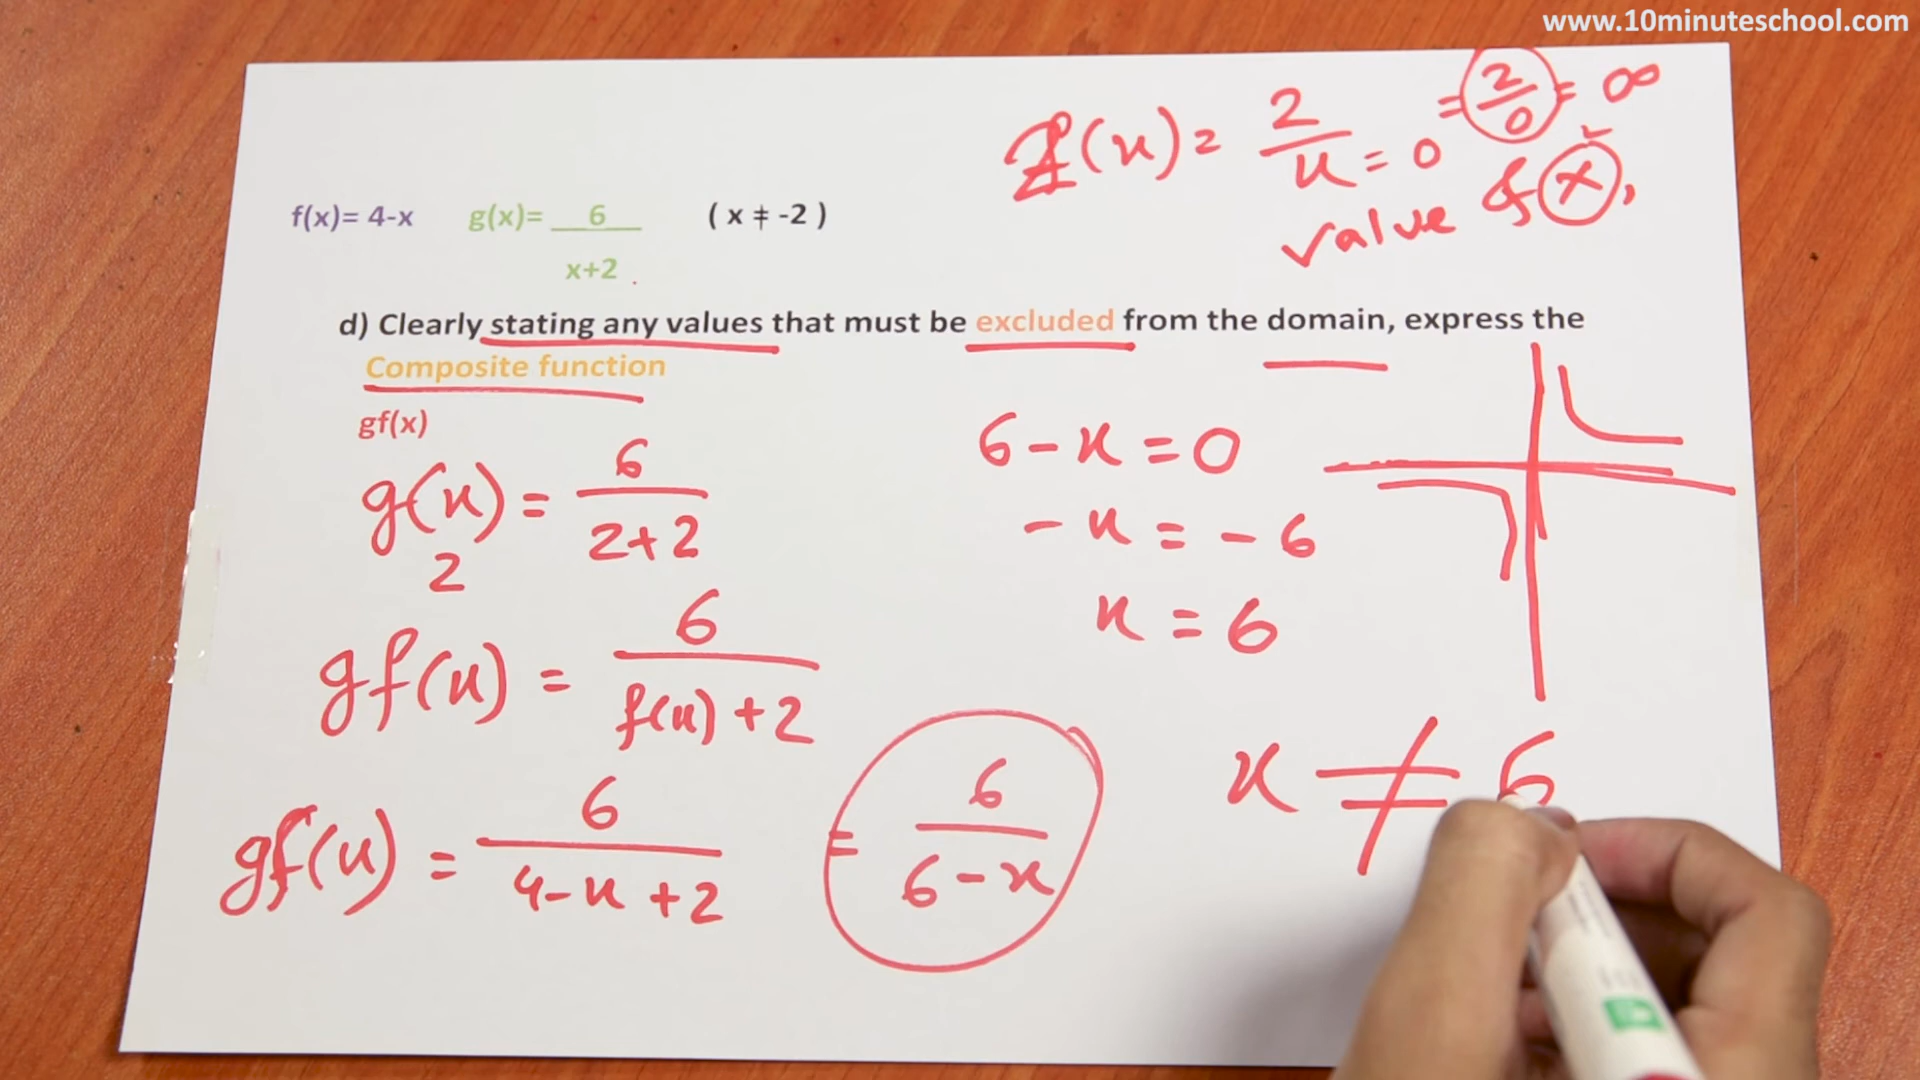 www.10minuteschool.com
f(x) = 2/x = 0 = 2/0 = ∞
value of x,
f(x)= 4-x g(x)= 6 ( x ≠ -2 )
x+2
d) Clearly stating any values that must be excluded from the domain, express the
Composite function
gf(x)
g(x) = 6/2+2
2
gf(x) = 6/f(x)+2
gf(x) = 6/4-x+2 = 6/6-x
6-x = 0
-x = -6
x = 6
x ≠ 6